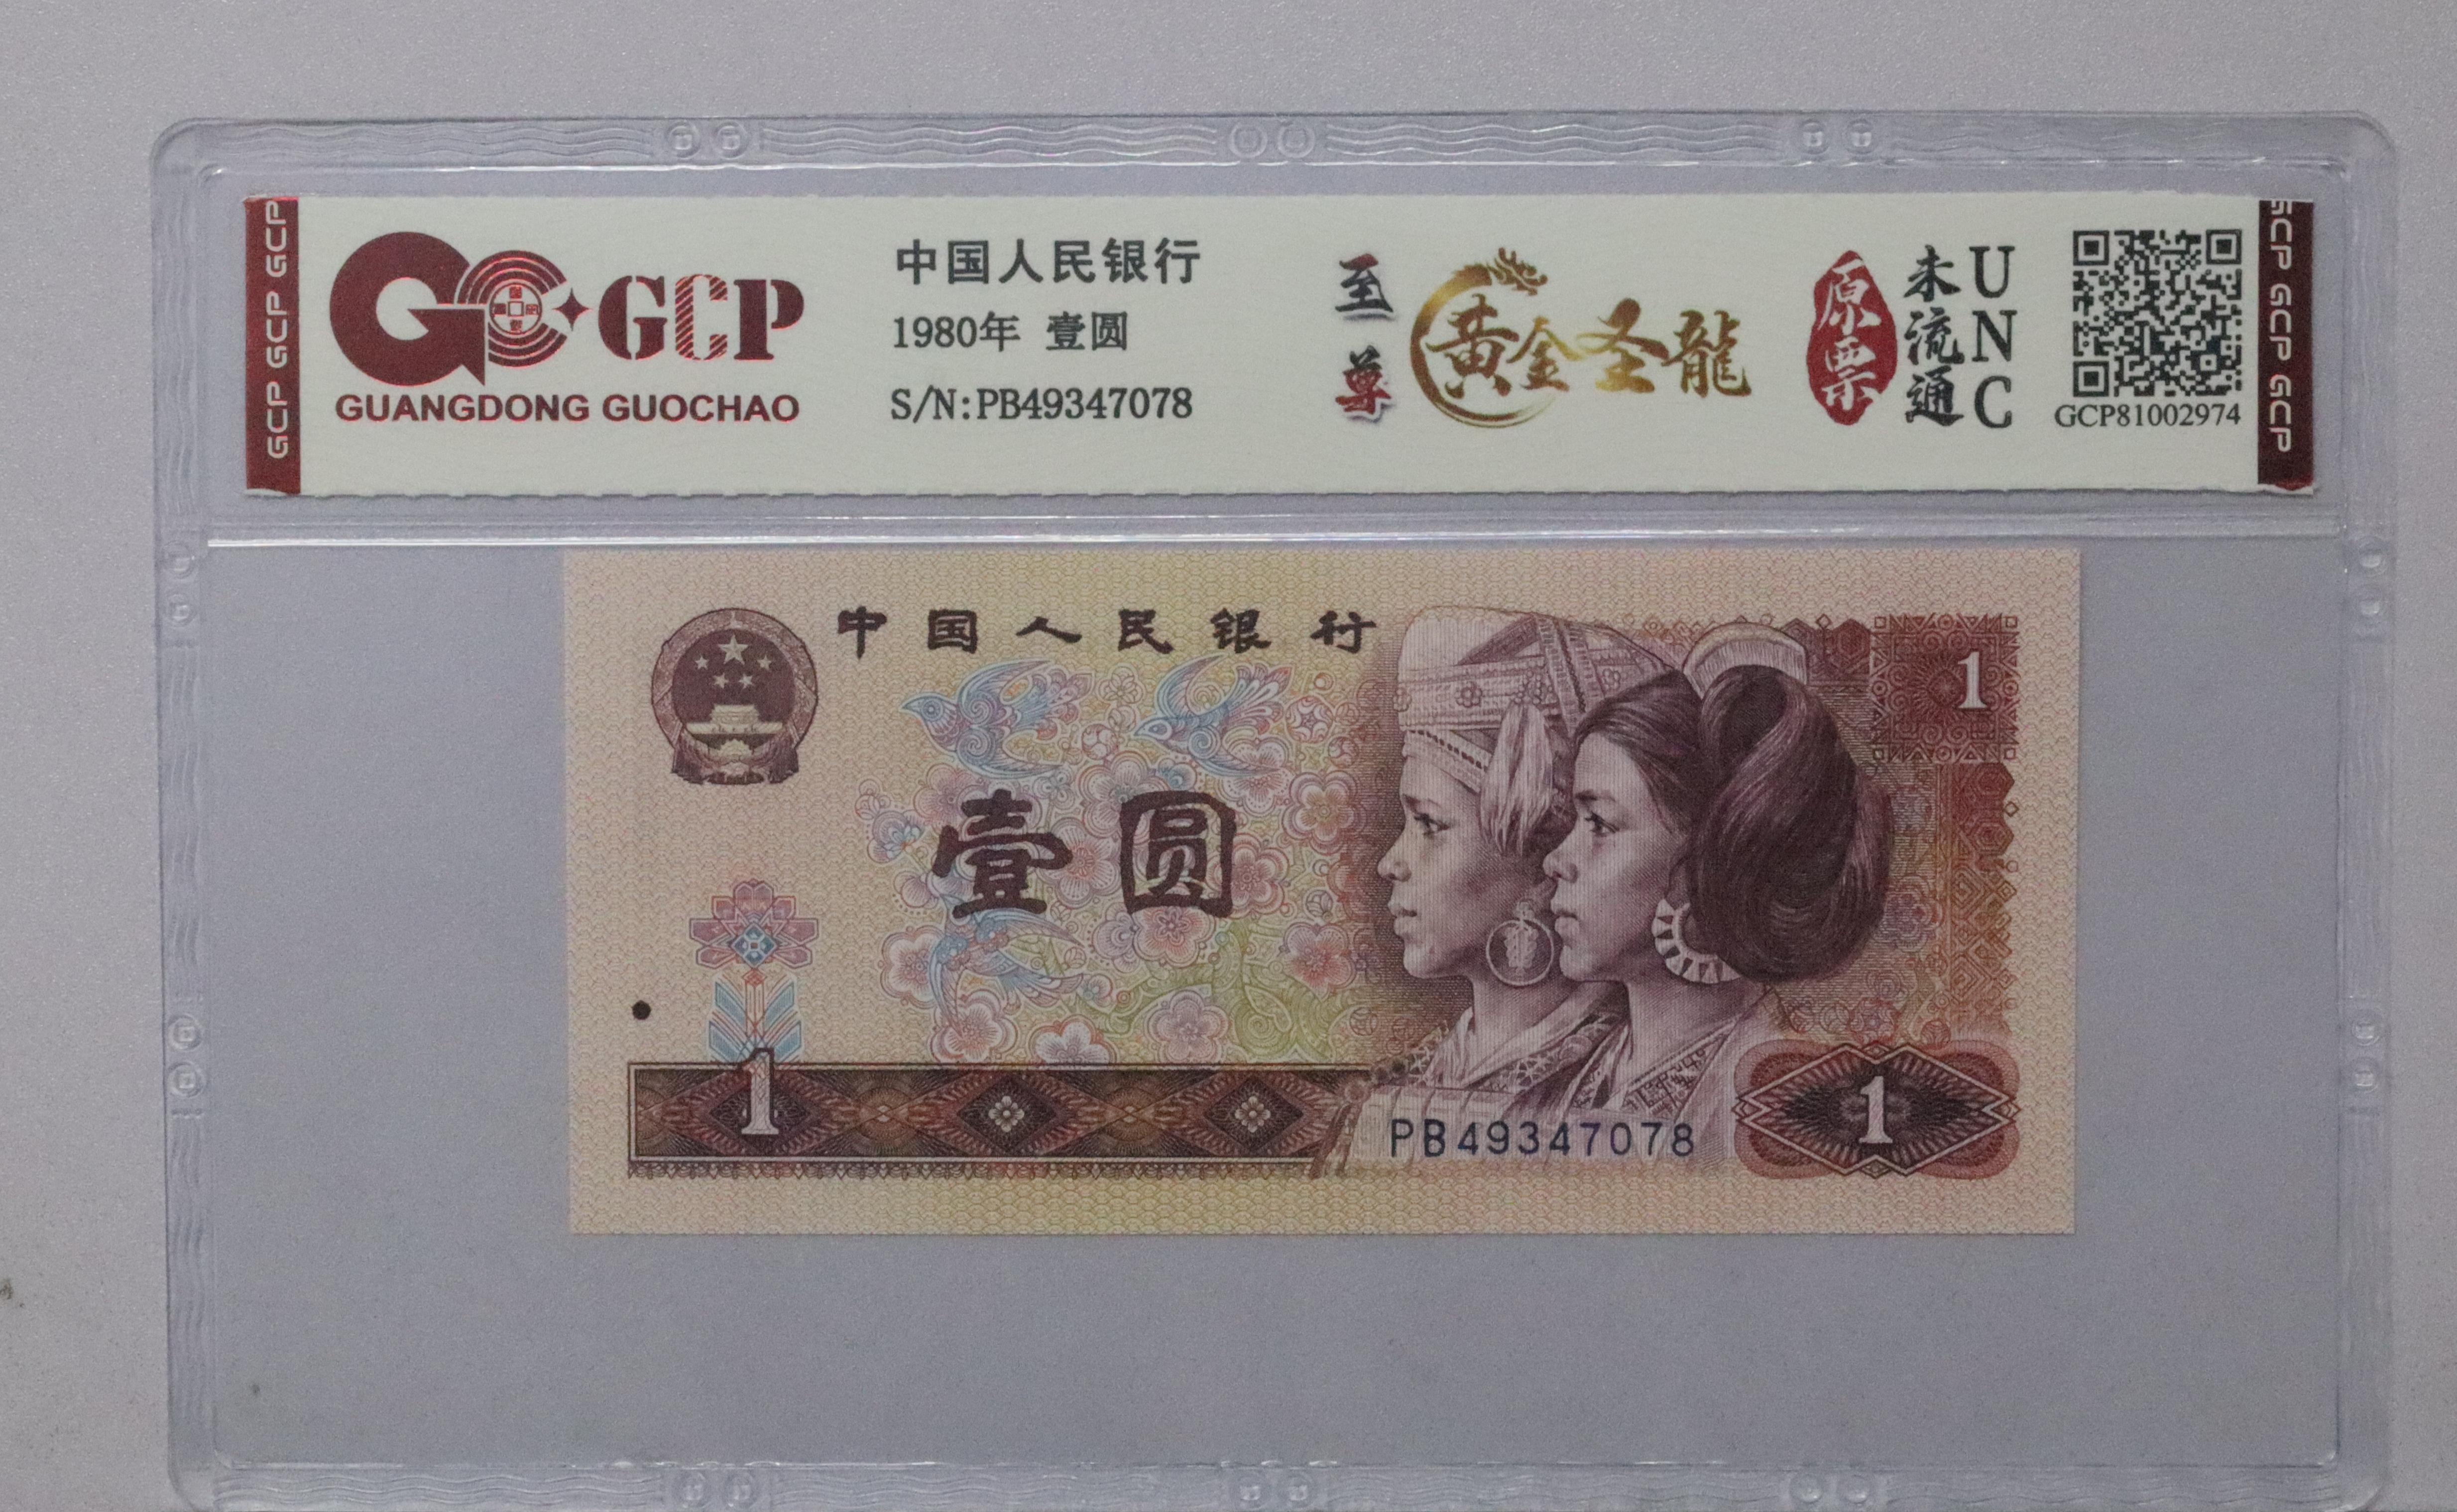 GCP GCP GCP
GCP
GUANGDONG GUOCHAO
中国人民银行
1980年 壹圆
S/N:PB49347078
至尊
黄金圣龍
原票
未流通
UNC
GCP81002974
GCP GCP GCP
中国人民银行
1
壹圆
1
PB49347078
1